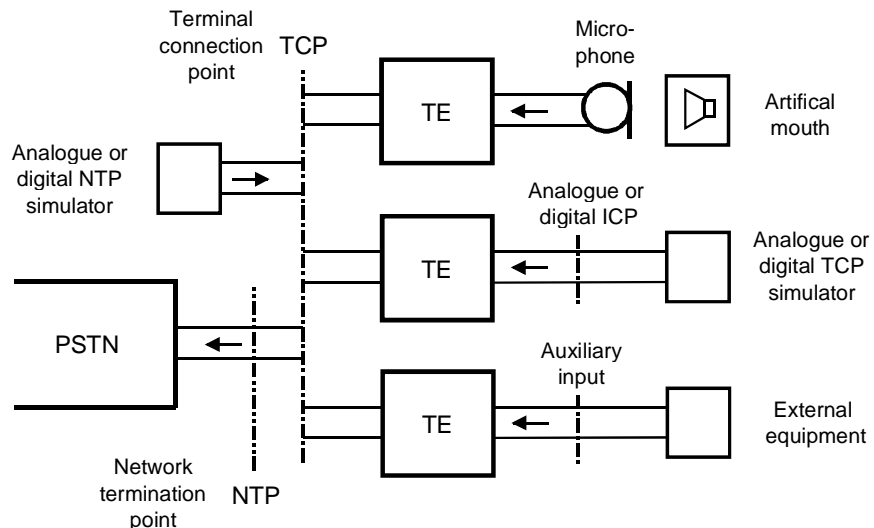 Terminal
connection
point
TCP
Micro-
phone
TE
Artifical
mouth
Analogue or
digital NTP
simulator
Analogue or
digital ICP
TE
Analogue or
digital TCP
simulator
PSTN
Auxiliary
input
TE
External
equipment
Network
termination
point
NTP